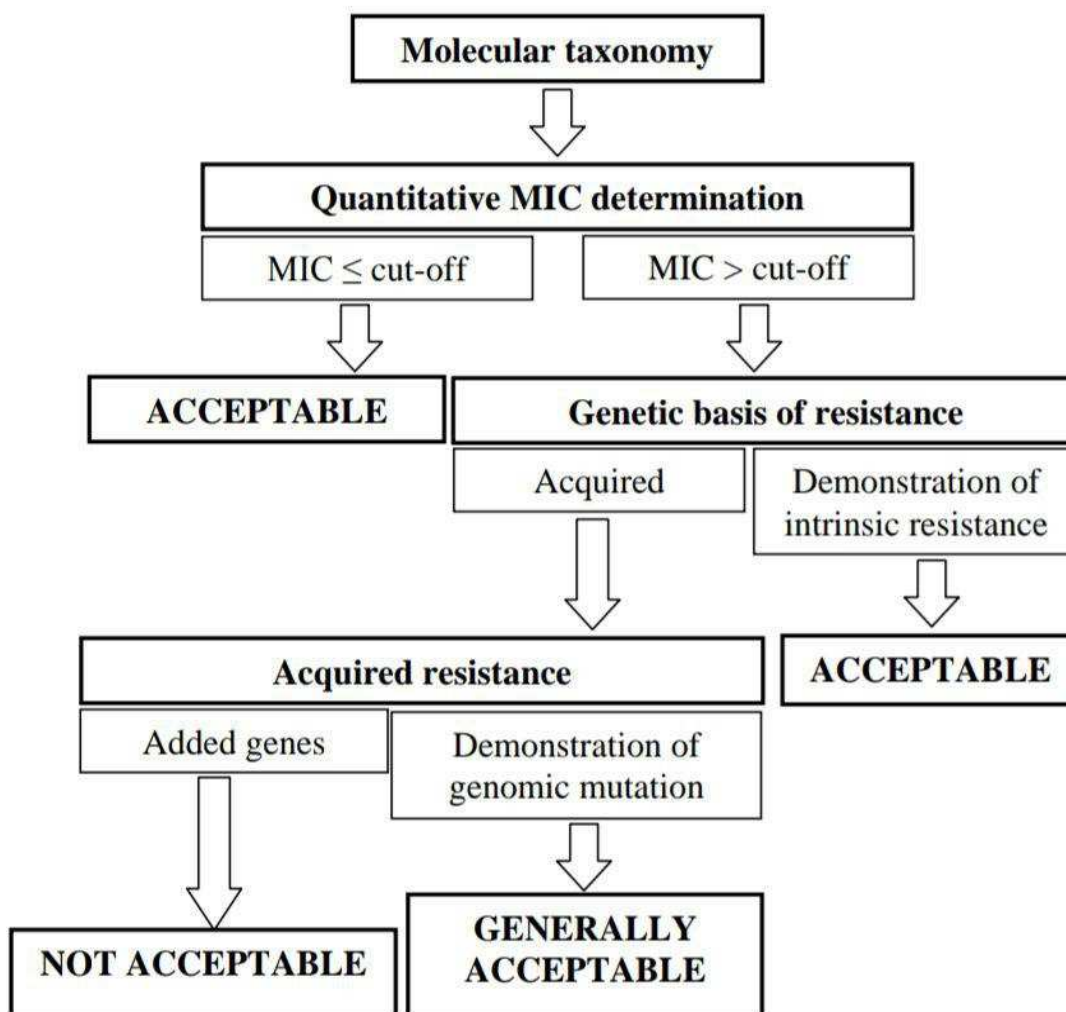 Molecular taxonomy
Quantitative MIC determination
MIC ≤ cut-off
MIC > cut-off
ACCEPTABLE
Genetic basis of resistance
Acquired
Demonstration of
intrinsic resistance
Acquired resistance
ACCEPTABLE
Added genes
Demonstration of
genomic mutation
NOT ACCEPTABLE
GENERALLY
ACCEPTABLE